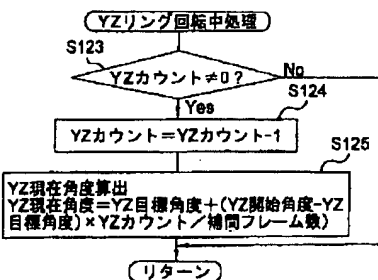 YZリング回転中処理
S123
YZカウント≠0?
No
Yes
S124
YZカウント=YZカウント-1
S125
YZ現在角度算出
YZ現在角度=YZ目標角度+(YZ開始角度-YZ
目標角度)×YZカウント/補間フレーム数)
リターン